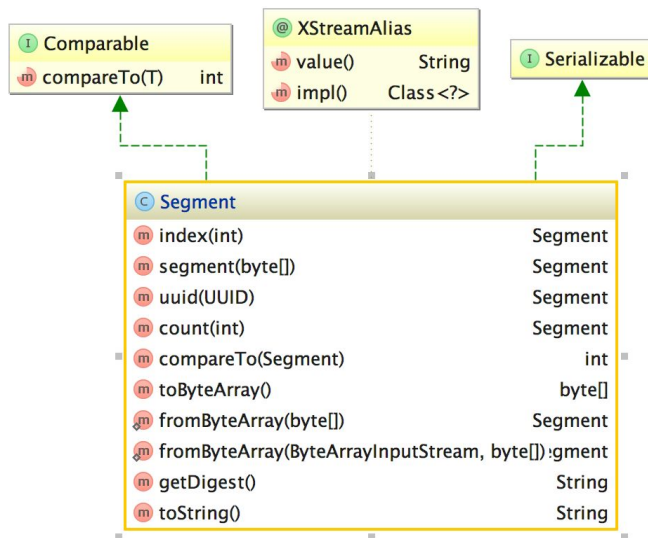 I Comparable
m compareTo(T) int
@ XStreamAlias
m value() String
m impl() Class<?>
I Serializable
C Segment
m index(int) Segment
m segment(byte[]) Segment
m uuid(UUID) Segment
m count(int) Segment
m compareTo(Segment) int
m toByteArray() byte[]
m fromByteArray(byte[]) Segment
m fromByteArray(ByteArrayInputStream, byte[]) egment
m getDigest() String
m toString() String